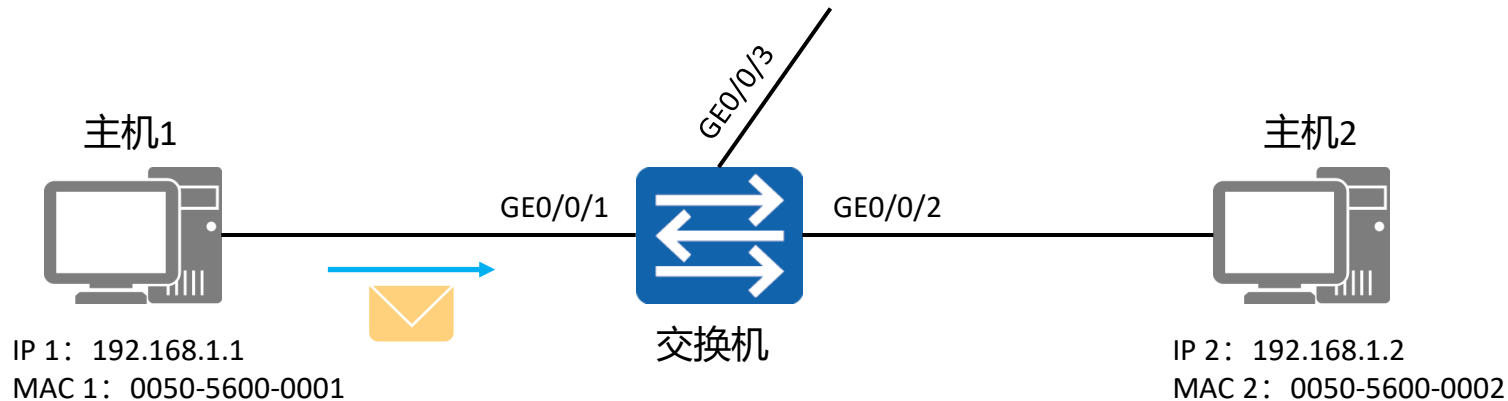 GE0/0/3
主机1
主机2
GE0/0/1
GE0/0/2
交换机
IP 1：192.168.1.1
MAC 1：0050-5600-0001
IP 2：192.168.1.2
MAC 2：0050-5600-0002